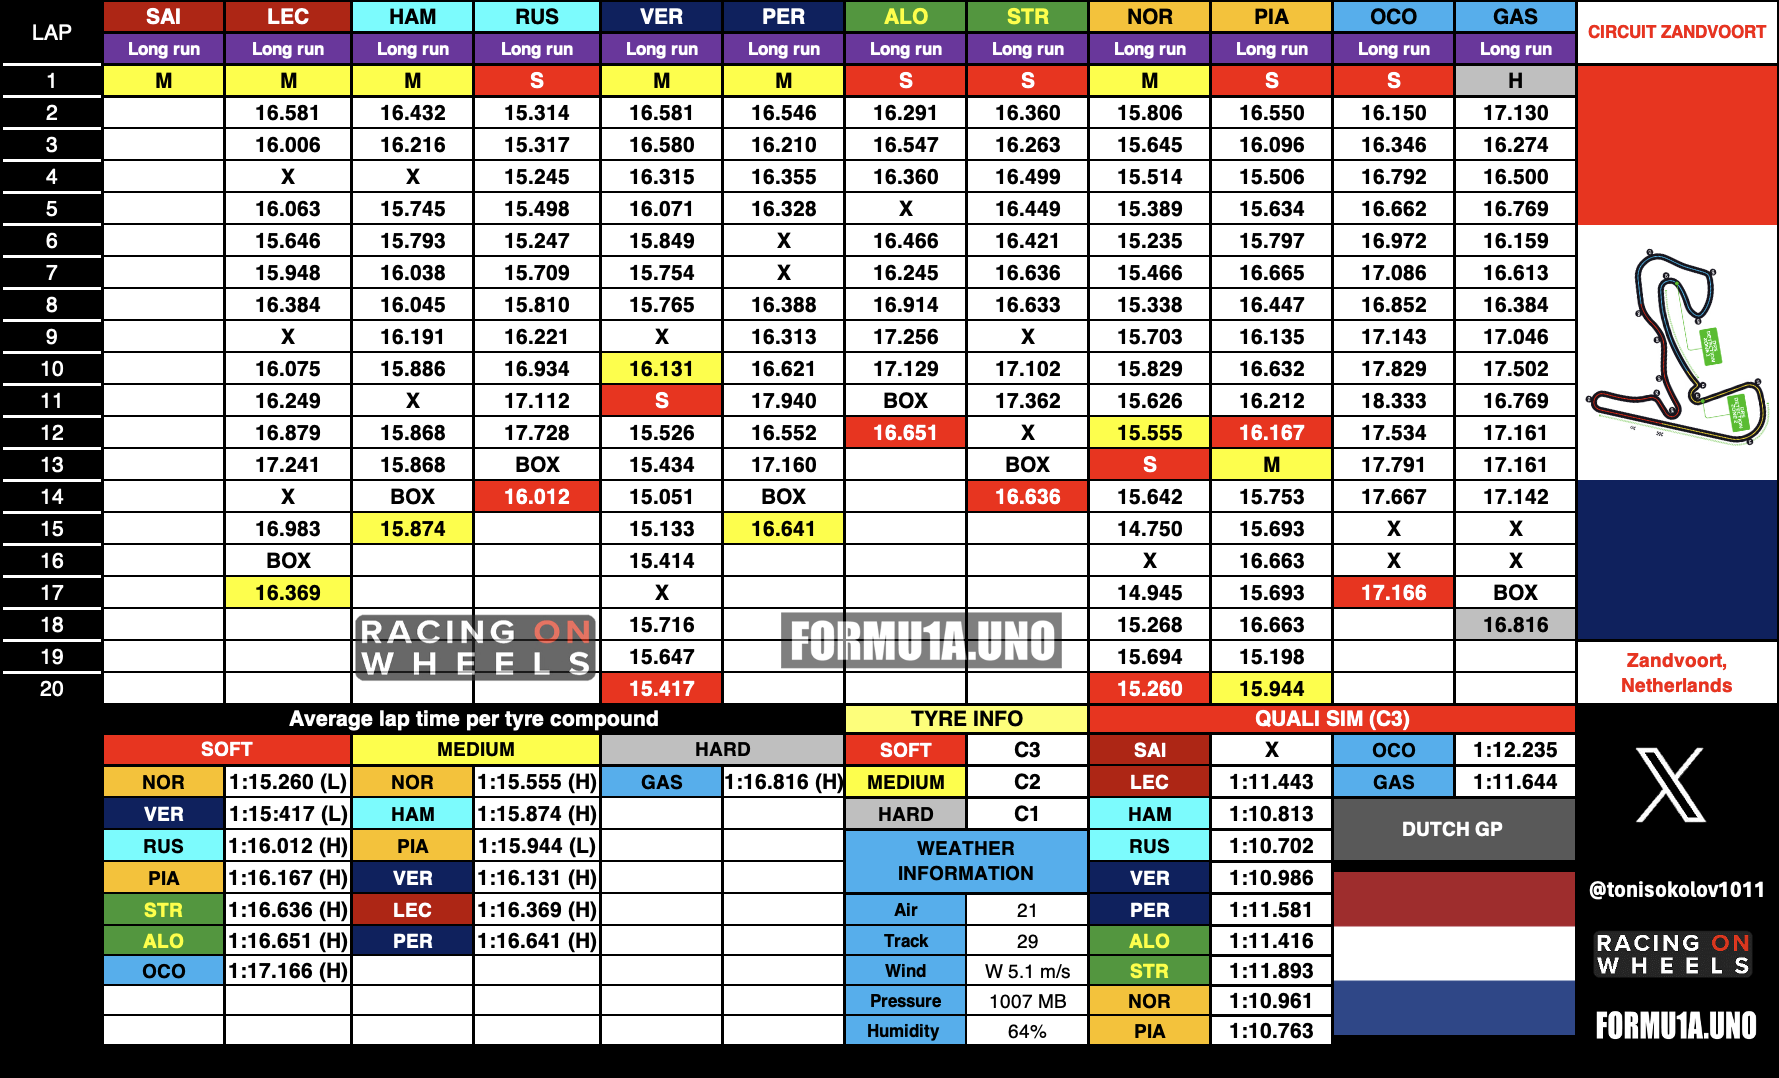 LAP SAI LEC HAM RUS VER PER ALO STR NOR PIA OCO GAS CIRCUIT ZANDVOORT
Long run Long run Long run Long run Long run Long run Long run Long run Long run Long run Long run Long run
1 M M M S M M S S M S S H
2 16.581 16.432 15.314 16.581 16.546 16.291 16.360 15.806 16.550 16.150 17.130
3 16.006 16.216 15.317 16.580 16.210 16.547 16.263 15.645 16.096 16.346 16.274
4 X X 15.245 16.315 16.355 16.360 16.499 15.514 15.506 16.792 16.500
5 16.063 15.745 15.498 16.071 16.328 X 16.449 15.389 15.634 16.662 16.769
6 15.646 15.793 15.247 15.849 X 16.466 16.421 15.235 15.797 16.972 16.159
7 15.948 16.038 15.709 15.754 X 16.245 16.636 15.466 16.665 17.086 16.613
8 16.384 16.045 15.810 15.765 16.388 16.914 16.633 15.338 16.447 16.852 16.384
9 X 16.191 16.221 X 16.313 17.256 X 15.703 16.135 17.143 17.046
10 16.075 15.886 16.934 16.131 16.621 17.129 17.102 15.829 16.632 17.829 17.502
11 16.249 X 17.112 S 17.940 BOX 17.362 15.626 16.212 18.333 16.769
12 16.879 15.868 17.728 15.526 16.552 16.651 X 15.555 16.167 17.534 17.161
13 17.241 15.868 BOX 15.434 17.160 BOX S M 17.791 17.161
14 X BOX 16.012 15.051 BOX 16.636 15.642 15.753 17.667 17.142
15 16.983 15.874 15.133 16.641 14.750 15.693 X X
16 BOX 15.414 X 16.663 X X
17 16.369 X 14.945 15.693 17.166 BOX
18 15.716 15.268 16.663 16.816
RACING ON
WHEELS
FORMU1A.UNO
19 15.647 15.694 15.198
20 15.417 15.260 15.944
Zandvoort,
Netherlands
Average lap time per tyre compound TYRE INFO QUALI SIM (C3)
SOFT MEDIUM HARD SOFT C3 SAI X OCO 1:12.235
NOR 1:15.260 (L) NOR 1:15.555 (H) GAS 1:16.816 (H) MEDIUM C2 LEC 1:11.443 GAS 1:11.644
VER 1:15:417 (L) HAM 1:15.874 (H) HARD C1 HAM 1:10.813 DUTCH GP
RUS 1:16.012 (H) PIA 1:15.944 (L) WEATHER INFORMATION RUS 1:10.702
PIA 1:16.167 (H) VER 1:16.131 (H) VER 1:10.986
STR 1:16.636 (H) LEC 1:16.369 (H) Air 21 PER 1:11.581
ALO 1:16.651 (H) PER 1:16.641 (H) Track 29 ALO 1:11.416
OCO 1:17.166 (H) Wind W 5.1 m/s STR 1:11.893
Pressure 1007 MB NOR 1:10.961
Humidity 64% PIA 1:10.763
@tonisokolov1011
RACING ON
WHEELS
FORMU1A.UNO